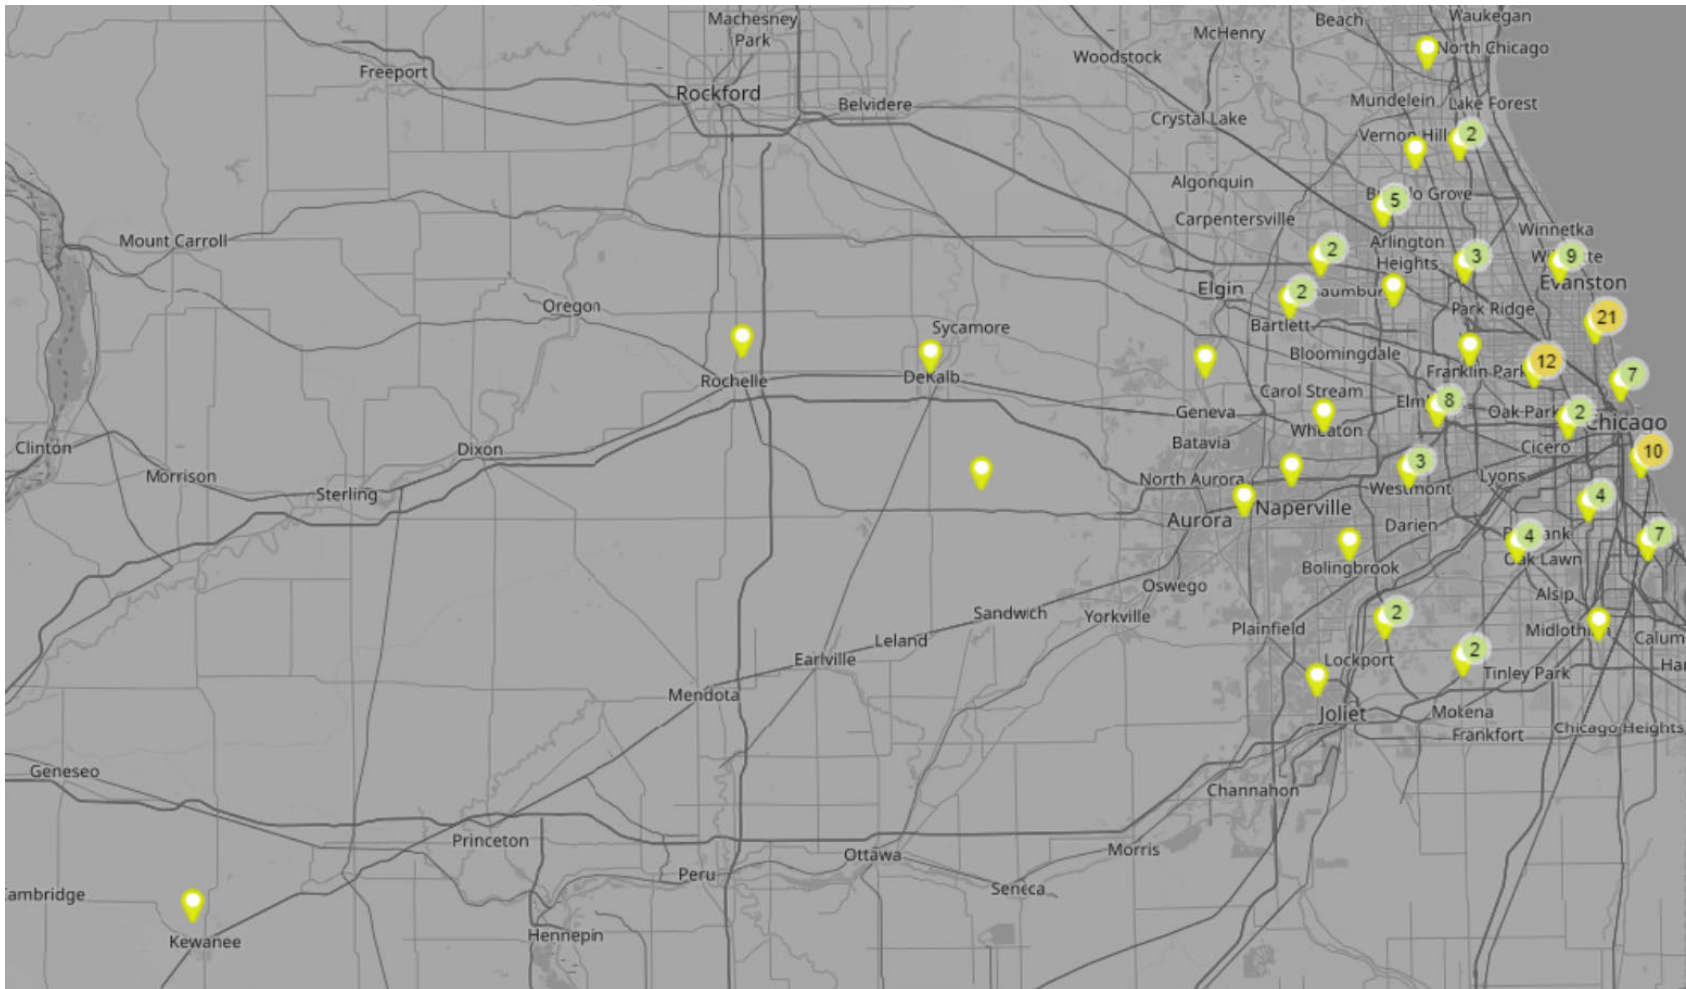 Machesney
Park
Beach
Waukegan
McHenry
North Chicago
Woodstock
Freeport
Rockford
Belvidere
Mundelein
Lake Forest
Crystal Lake
Vernon Hill
2
Algonquin
5
Grove
Carpentersville
Winnetka
Mount Carroll
2
Arlington
Heights
3
9
Evanston
Elgin
2
Park Ridge
Oregon
21
Sycamore
Bartlett
Bloomingdale
12
Franklin Park
Rochelle
DeKalb
7
Carol Stream
8
Geneva
Oak Park
2
Chicago
Wheaton
Batavia
Clinton
Dixon
Cicero
10
Morrison
3
North Aurora
Lyons
Westmont
Sterling
4
Naperville
Aurora
Darien
4
7
Oak Lawn
Bolingbrook
Oswego
Alsip
Sandwich
Yorkville
2
Plainfield
Leland
Earlville
2
Lockport
Tinley Park
Mendota
Joliet
Mokena
Frankfort
Chicago Heights
Geneseo
Channahon
Princeton
Ottawa
Morris
Peru
Seneca
ambridge
Hennepin
Kewanee